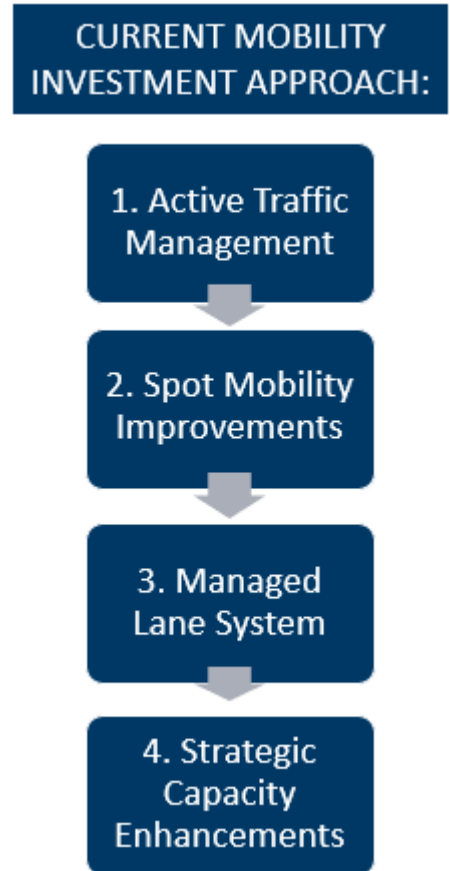 CURRENT MOBILITY
INVESTMENT APPROACH:
1. Active Traffic
Management
2. Spot Mobility
Improvements
3. Managed
Lane System
4. Strategic
Capacity
Enhancements